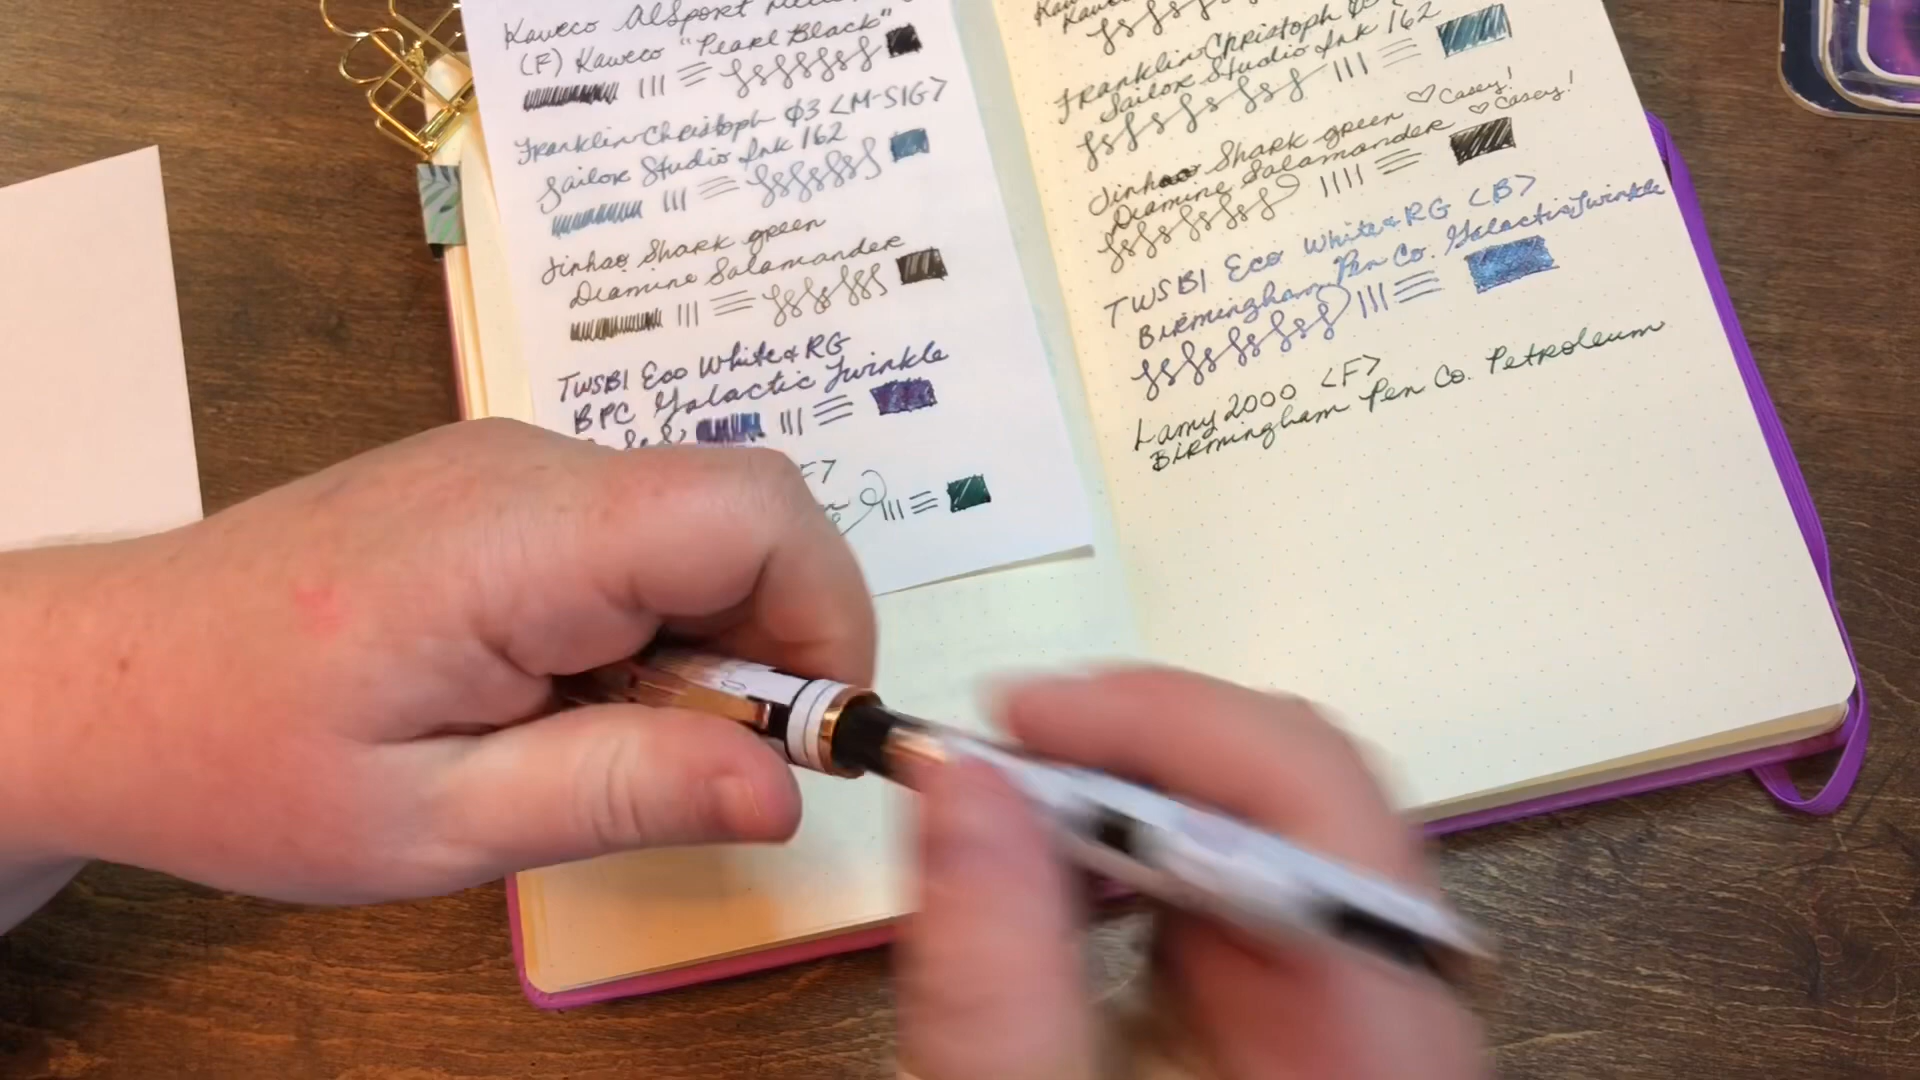 Kaweco AlSport
(F) Kaweco "Pearl Black"
Franklin-Christoph 03 <M-SIG>
Sailor Studio Ink 162
Jinhao Shark green
Diamine Salamander
TWSBI Eco White & RG
BPC Galactic Twinkle
F>
Kaweco
Franklin Christoph 03
Sailor Studio Ink 162
Jinhao Shark green ♡ Casey!
Diamine Salamander ♡ Casey!
TWSBI Eco White & RG <B>
Birmingham Pen Co. Galactic Twinkle
Lamy 2000 <F>
Birmingham Pen Co. Petroleum